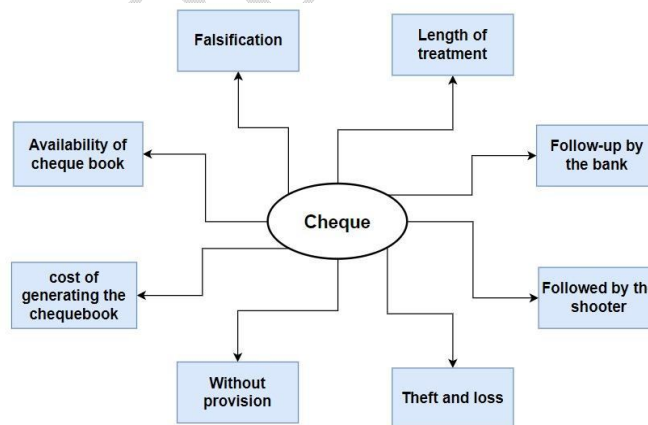 Falsification
Length of
treatment
Availability of
cheque book
Follow-up by
the bank
Cheque
cost of
generating the
chequebook
Followed by the
shooter
Without
provision
Theft and loss